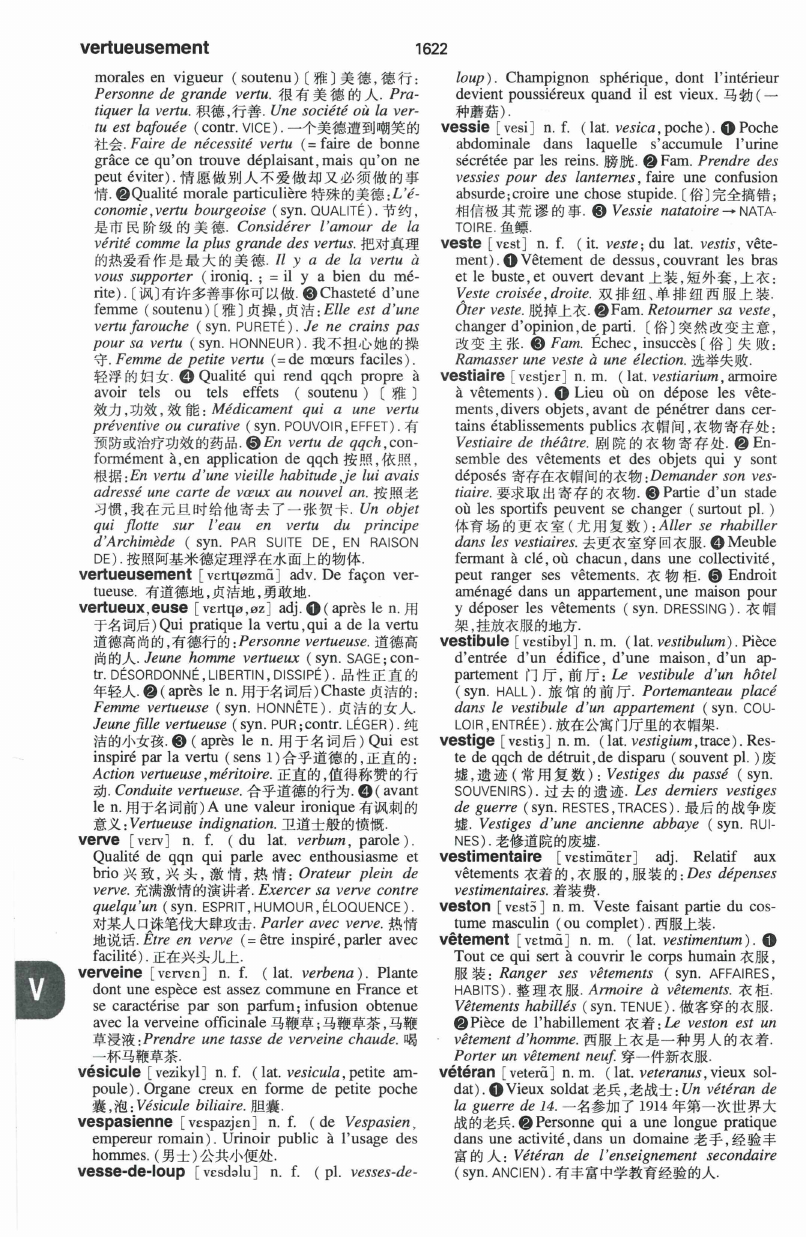 vertueusement
1622
morales en vigueur ( soutenu )〔雅〕美德,德行:
Personne de grande vertu. 很有美德的人. Pra-
tiquer la vertu. 积德,行善. Une société où la ver-
tu est bafouée ( contr. VICE ). 一个美德遭到嘲笑的
社会. Faire de nécessité vertu (= faire de bonne
grâce ce qu'on trouve déplaisant, mais qu'on ne
peut éviter). 情愿做别人不爱做却又必须做的事
情. ❷Qualité morale particulière 特殊的美德:L'é-
conomie, vertu bourgeoise ( syn. QUALITÉ ). 节约,
是市民阶级的美德. Considérer l'amour de la
vérité comme la plus grande des vertus. 把对真理
的热爱看作是最大的美德. Il y a de la vertu à
vous supporter ( ironiq. ; = il y a bien du mé-
rite).〔讽〕有许多善事你可以做. ❸Chasteté d'une
femme ( soutenu )〔雅〕贞操,贞洁:Elle est d'une
vertu farouche ( syn. PURETÉ ). Je ne crains pas
pour sa vertu ( syn. HONNEUR ). 我不担心她的操
守. Femme de petite vertu (= de mœurs faciles ).
轻浮的妇女. ❹ Qualité qui rend qqch propre à
avoir tels ou tels effets ( soutenu )〔雅〕
效力,功效,效能: Médicament qui a une vertu
préventive ou curative ( syn. POUVOIR, EFFET ). 有
预防或治疗功效的药品. ❺En vertu de qqch, con-
formément à, en application de qqch 按照,依照,
根据:En vertu d'une vieille habitude, je lui avais
adressé une carte de vœux au nouvel an. 按照老
习惯,我在元旦时给他寄去了一张贺卡. Un objet
qui flotte sur l'eau en vertu du principe
d'Archimède ( syn. PAR SUITE DE, EN RAISON
DE ). 按照阿基米德定理浮在水面上的物体.
vertueusement [vɛrtɥøzmɑ̃] adv. De façon ver-
tueuse. 有道德地,贞洁地,勇敢地.
vertueux, euse [vɛrtɥø, øz] adj. ❶( après le n. 用
于名词后) Qui pratique la vertu, qui a de la vertu
道德高尚的,有德行的:Personne vertueuse. 道德高
尚的人. Jeune homme vertueux ( syn. SAGE ; con-
tr. DÉSORDONNÉ, LIBERTIN, DISSIPÉ ). 品性正直的
年轻人. ❷( après le n. 用于名词后) Chaste 贞洁的:
Femme vertueuse ( syn. HONNÊTE ). 贞洁的女人.
Jeune fille vertueuse ( syn. PUR ; contr. LÉGER ). 纯
洁的小女孩. ❸ ( après le n. 用于名词后) Qui est
inspiré par la vertu ( sens 1) 合乎道德的,正直的:
Action vertueuse, méritoire. 正直的,值得称赞的行
动. Conduite vertueuse. 合乎道德的行为. ❹( avant
le n. 用于名词前) A une valeur ironique 有讽刺的
意义:Vertueuse indignation. 卫道士般的愤慨.
verve [vɛrv] n. f. ( du lat. verbum, parole ).
Qualité de qqn qui parle avec enthousiasme et
brio 兴致,兴头,激情,热情: Orateur plein de
verve. 充满激情的演讲者. Exercer sa verve contre
quelqu'un ( syn. ESPRIT, HUMOUR, ÉLOQUENCE ).
对某人口诛笔伐大肆攻击. Parler avec verve. 热情
地说话. Être en verve (= être inspiré, parler avec
facilité ). 正在兴头儿上.
verveine [vɛrvɛn] n. f. ( lat. verbena ). Plante
dont une espèce est assez commune en France et
se caractérise par son parfum; infusion obtenue
avec la verveine officinale 马鞭草;马鞭草茶,马鞭
草浸液:Prendre une tasse de verveine chaude. 喝
一杯马鞭草茶.
vésicule [vezikyl] n. f. ( lat. vesicula, petite am-
poule ). Organe creux en forme de petite poche
囊,泡:Vésicule biliaire. 胆囊.
vespasienne [vɛspazjɛn] n. f. ( de Vespasien,
empereur romain ). Urinoir public à l'usage des
hommes. (男士)公共小便处.
vesse-de-loup [vɛsdəlu] n. f. ( pl. vesses-de-
loup ). Champignon sphérique, dont l'intérieur
devient poussiéreux quand il est vieux. 马勃(一
种蘑菇).
vessie [vesi] n. f. ( lat. vesica, poche ). ❶ Poche
abdominale dans laquelle s'accumule l'urine
sécrétée par les reins. 膀胱. ❷ Fam. Prendre des
vessies pour des lanternes, faire une confusion
absurde; croire une chose stupide.〔俗〕完全搞错;
相信极其荒谬的事. ❸ Vessie natatoire → NATA-
TOIRE. 鱼鳔.
veste [vɛst] n. f. ( it. veste ; du lat. vestis, vête-
ment ). ❶ Vêtement de dessus, couvrant les bras
et le buste, et ouvert devant 上装,短外套,上衣:
Veste croisée, droite. 双排纽、单排纽西服上装.
Ôter veste. 脱掉上衣. ❷Fam. Retourner sa veste,
changer d'opinion, de parti. 〔俗〕突然改变主意,
改变主张. ❸ Fam. Échec, insuccès〔俗〕失败:
Ramasser une veste à une élection. 选举失败.
vestiaire [vɛstjɛr] n. m. ( lat. vestiarium, armoire
à vêtements ). ❶ Lieu où on dépose les vête-
ments, divers objets, avant de pénétrer dans cer-
tains établissements publics 衣帽间,衣物寄存处:
Vestiaire de théâtre. 剧院的衣物寄存处. ❷ En-
semble des vêtements et des objets qui y sont
déposés 寄存在衣帽间的衣物:Demander son ves-
tiaire. 要求取出寄存的衣物. ❸ Partie d'un stade
où les sportifs peuvent se changer ( surtout pl. )
体育场的更衣室(尤用复数): Aller se rhabiller
dans les vestiaires. 去更衣室穿回衣服. ❹ Meuble
fermant à clé, où chacun, dans une collectivité,
peut ranger ses vêtements. 衣物柜. ❺ Endroit
aménagé dans un appartement, une maison pour
y déposer les vêtements ( syn. DRESSING ). 衣帽
架,挂放衣服的地方.
vestibule [vɛstibyl] n. m. ( lat. vestibulum ). Pièce
d'entrée d'un édifice, d'une maison, d'un ap-
partement 门厅,前厅: Le vestibule d'un hôtel
( syn. HALL ). 旅馆的前厅. Portemanteau placé
dans le vestibule d'un appartement ( syn. COU-
LOIR, ENTRÉE ). 放在公寓门厅里的衣帽架.
vestige [vɛstiʒ] n. m. ( lat. vestigium, trace ). Res-
te de qqch de détruit, de disparu ( souvent pl. ) 废
墟,遗迹(常用复数): Vestiges du passé ( syn.
SOUVENIRS ). 过去的遗迹. Les derniers vestiges
de guerre ( syn. RESTES, TRACES ). 最后的战争废
墟. Vestiges d'une ancienne abbaye ( syn. RUI-
NES ). 老修道院的废墟.
vestimentaire [vɛstimɑ̃tɛr] adj. Relatif aux
vêtements 衣着的,衣服的,服装的:Des dépenses
vestimentaires. 着装费.
veston [vɛstɔ̃] n. m. Veste faisant partie du cos-
tume masculin ( ou complet ). 西服上装.
vêtement [vɛtmɑ̃] n. m. ( lat. vestimentum ). ❶
Tout ce qui sert à couvrir le corps humain 衣服,
服装: Ranger ses vêtements ( syn. AFFAIRES,
HABITS ). 整理衣服. Armoire à vêtements. 衣柜.
Vêtements habillés ( syn. TENUE ). 做客穿的衣服.
❷Pièce de l'habillement 衣着: Le veston est un
vêtement d'homme. 西服上衣是一种男人的衣着.
Porter un vêtement neuf. 穿一件新衣服.
vétéran [veterɑ̃] n. m. ( lat. veteranus, vieux sol-
dat ). ❶Vieux soldat 老兵,老战士:Un vétéran de
la guerre de 14. 一名参加了 1914 年第一次世界大
战的老兵. ❷Personne qui a une longue pratique
dans une activité, dans un domaine 老手,经验丰
富的人: Vétéran de l'enseignement secondaire
( syn. ANCIEN ). 有丰富中学教育经验的人.
V